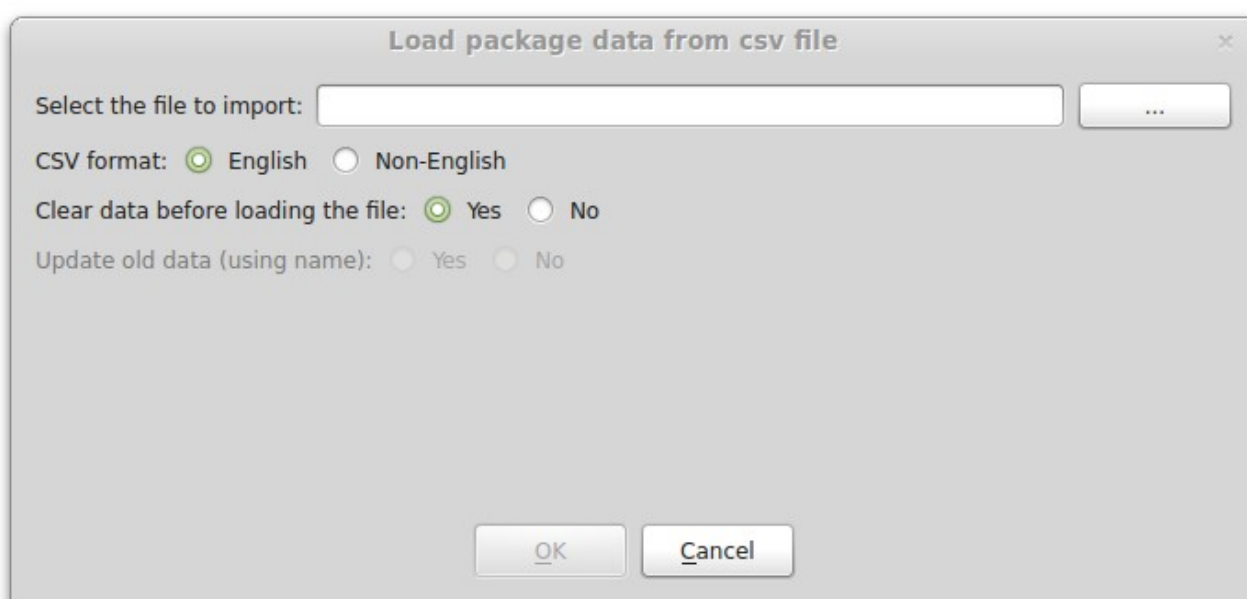 Load package data from csv file
Select the file to import: ...
CSV format: English Non-English
Clear data before loading the file: Yes No
Update old data (using name): Yes No
OK Cancel